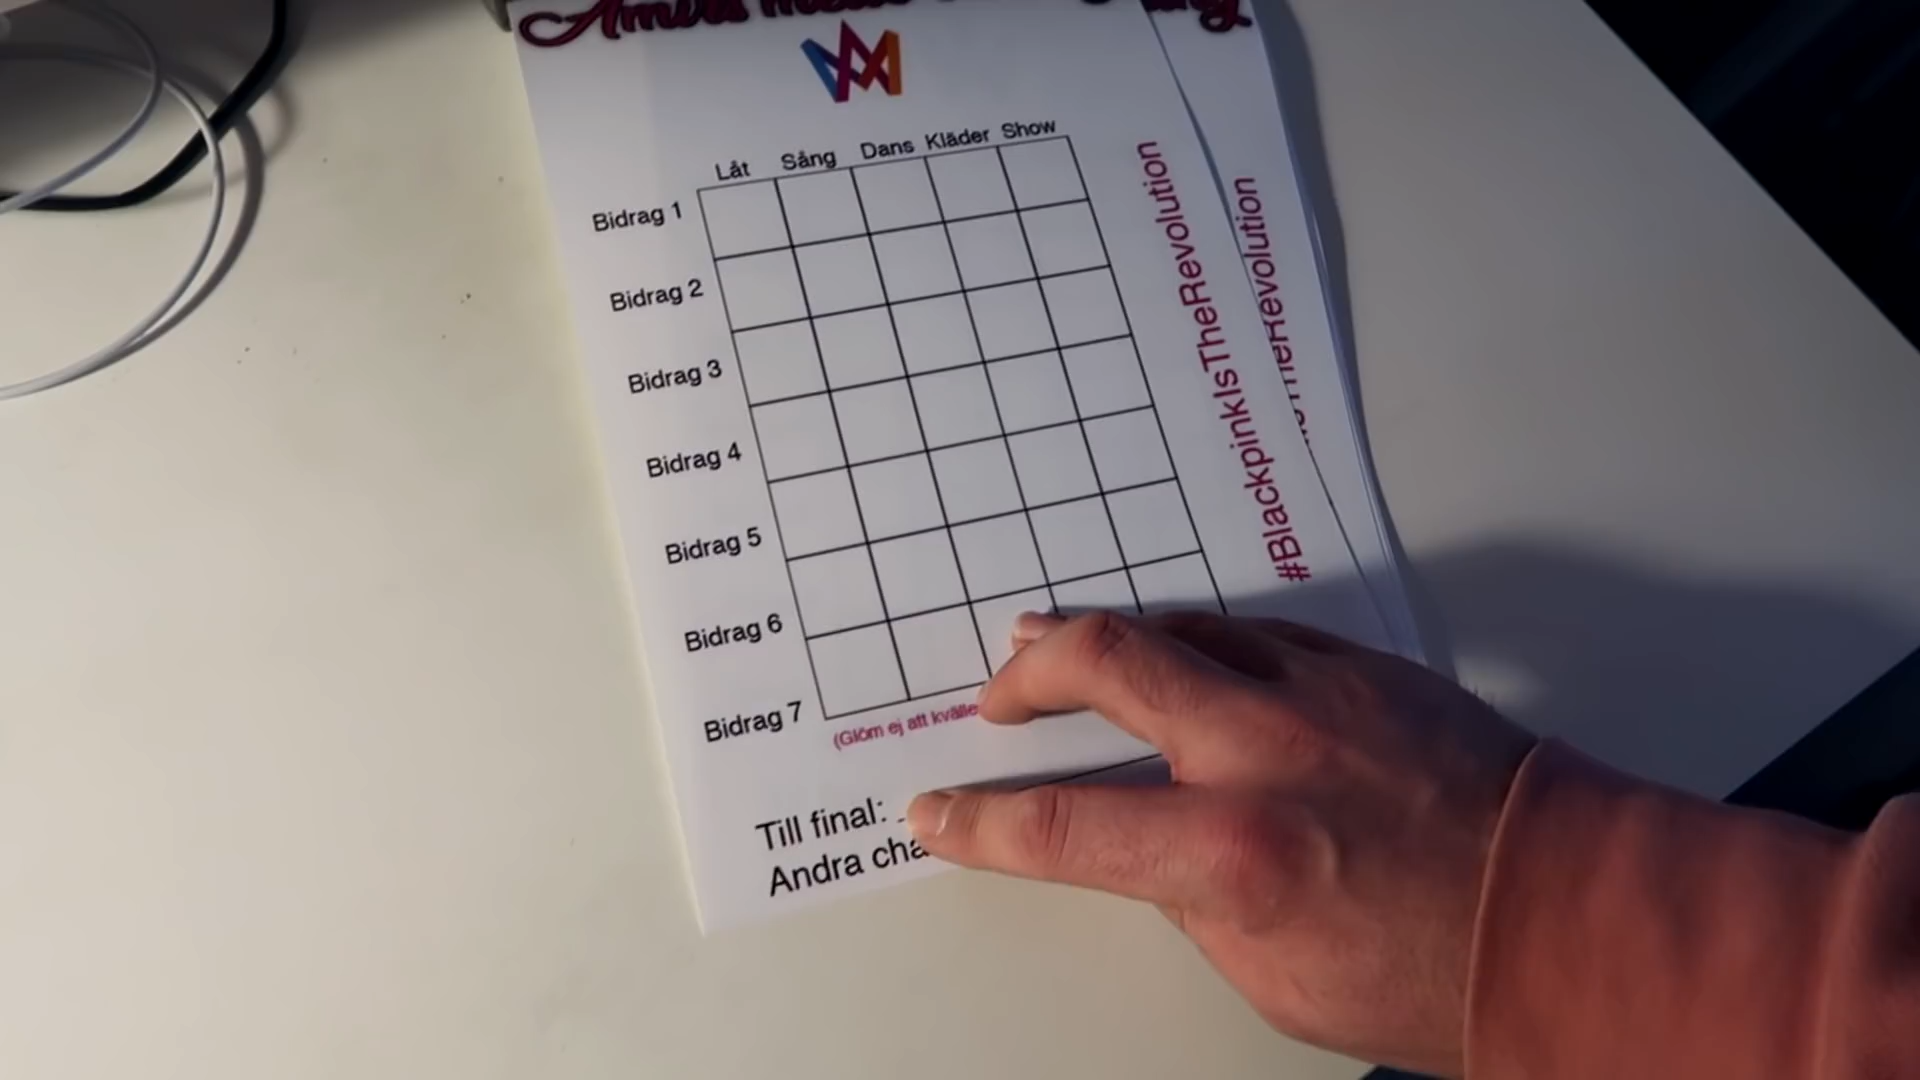 Låt Sång Dans Kläder Show
Bidrag 1
Bidrag 2
Bidrag 3
Bidrag 4
Bidrag 5
Bidrag 6
Bidrag 7
(Glöm ej att kvälle
Till final:
Andra cha
#BlackpinkIsTheRevolution
Revolution